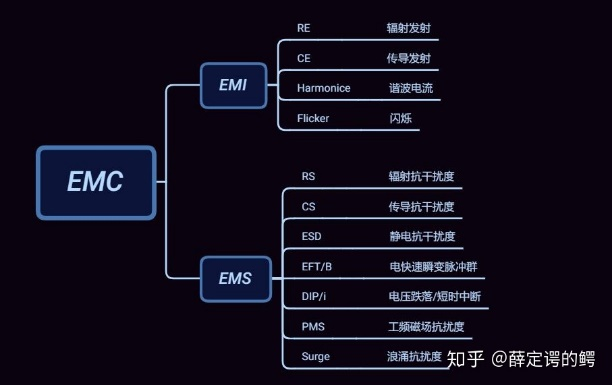 EMC
EMI
RE 辐射发射
CE 传导发射
Harmonice 谐波电流
Flicker 闪烁
EMS
RS 辐射抗干扰度
CS 传导抗干扰度
ESD 静电抗干扰度
EFT/B 电快速瞬变脉冲群
DIP/i 电压跌落/短时中断
PMS 工频磁场抗扰度
Surge 浪涌抗扰度
知乎 @薛定谔的鳄